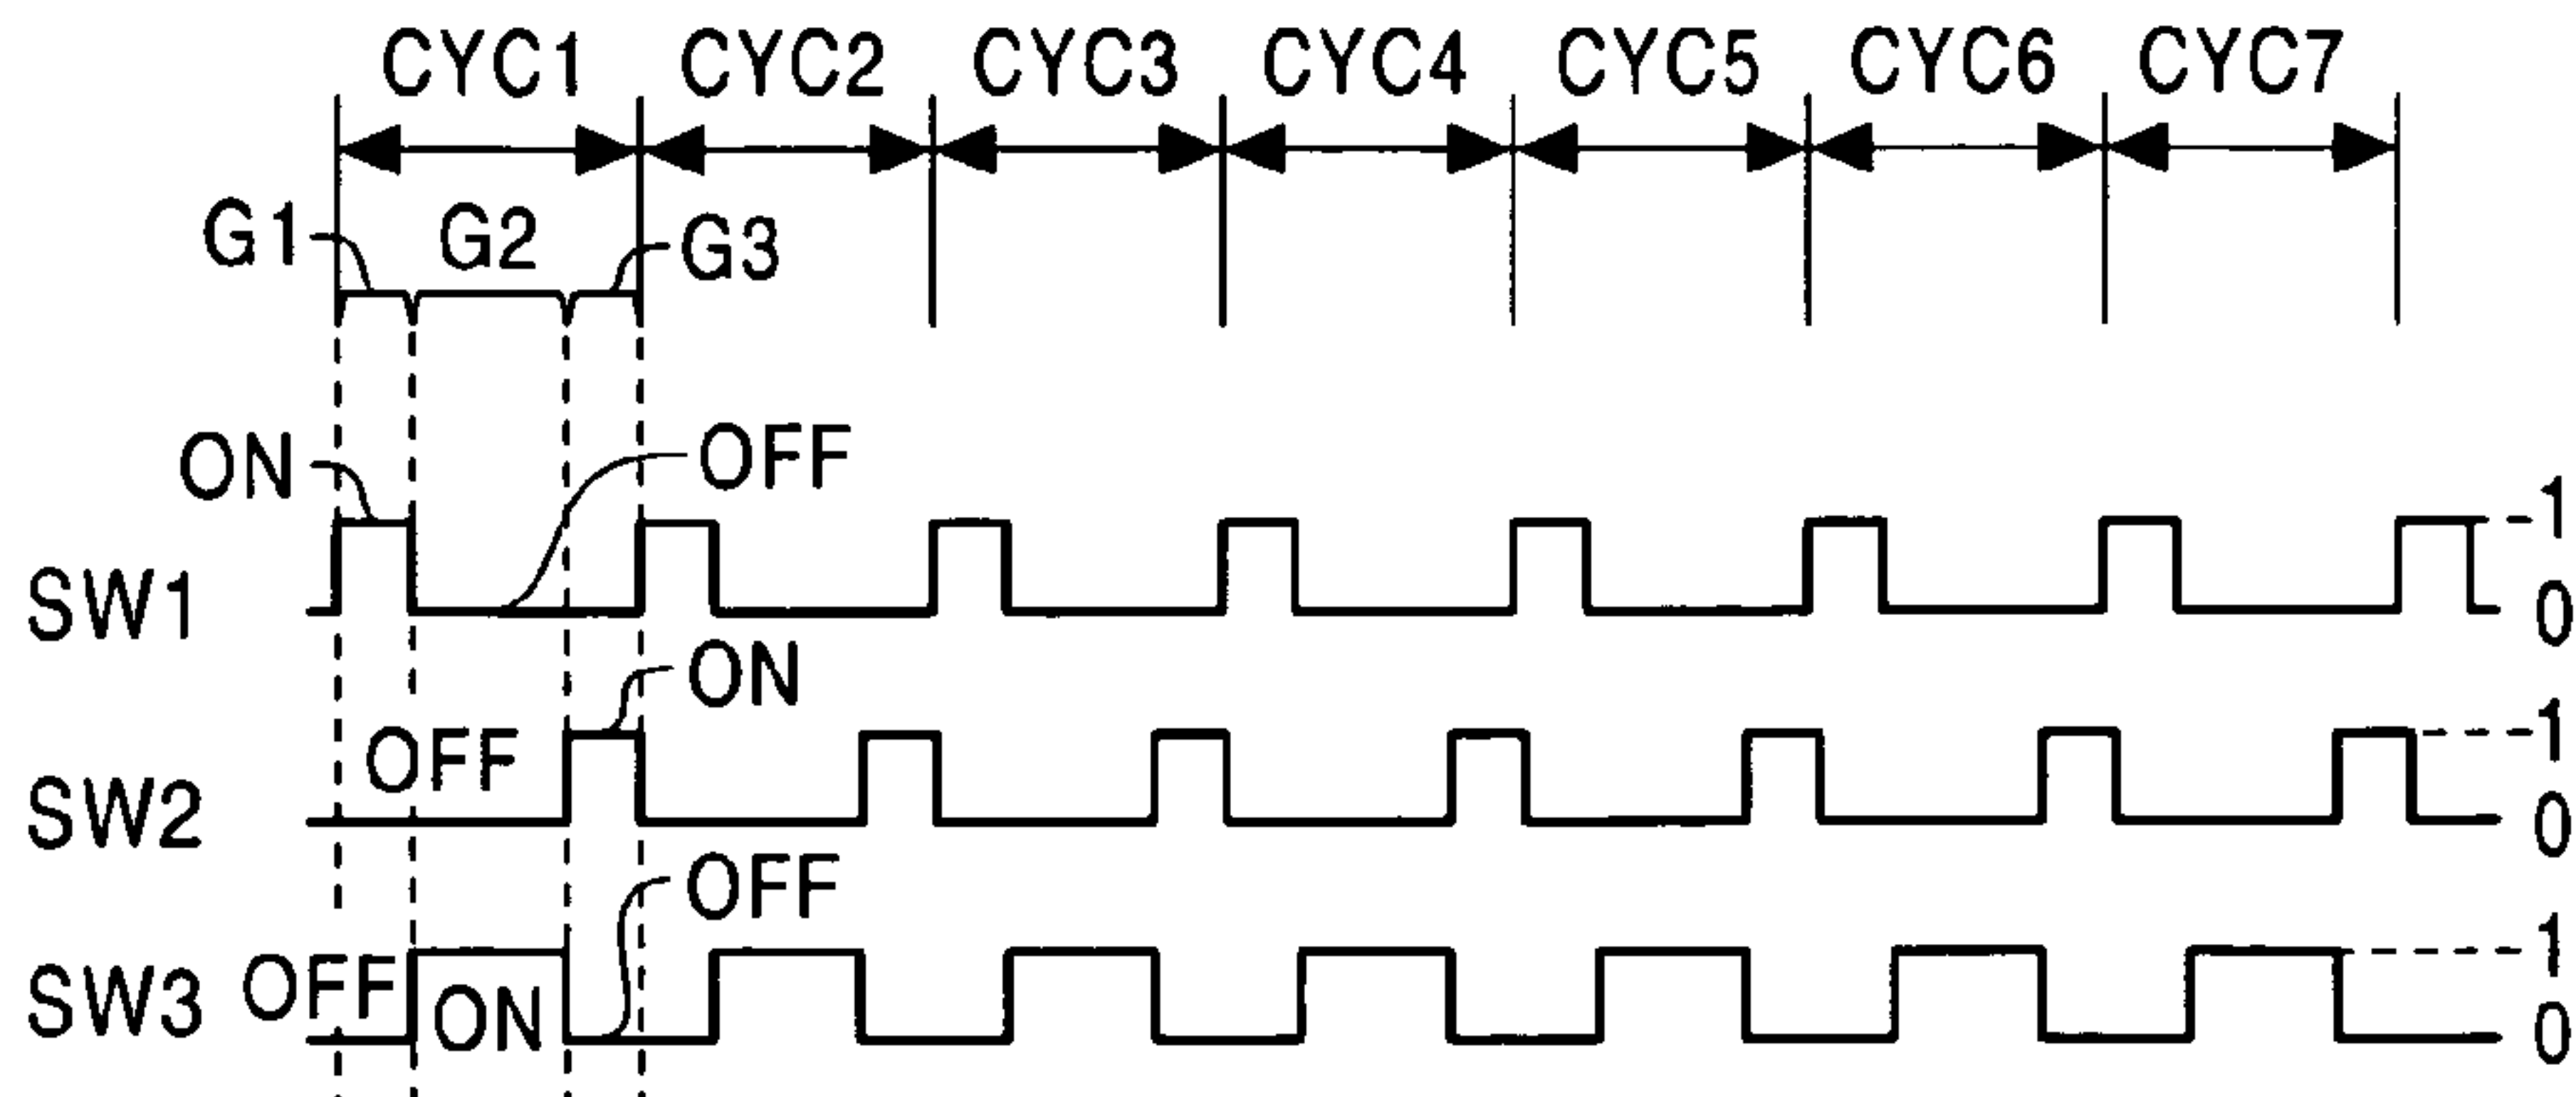 CYC1 CYC2 CYC3 CYC4 CYC5 CYC6 CYC7
G1 G2 G3
ON OFF
1
SW1 0
ON
OFF 1
SW2 0
OFF
OFF ON 1
SW3 0